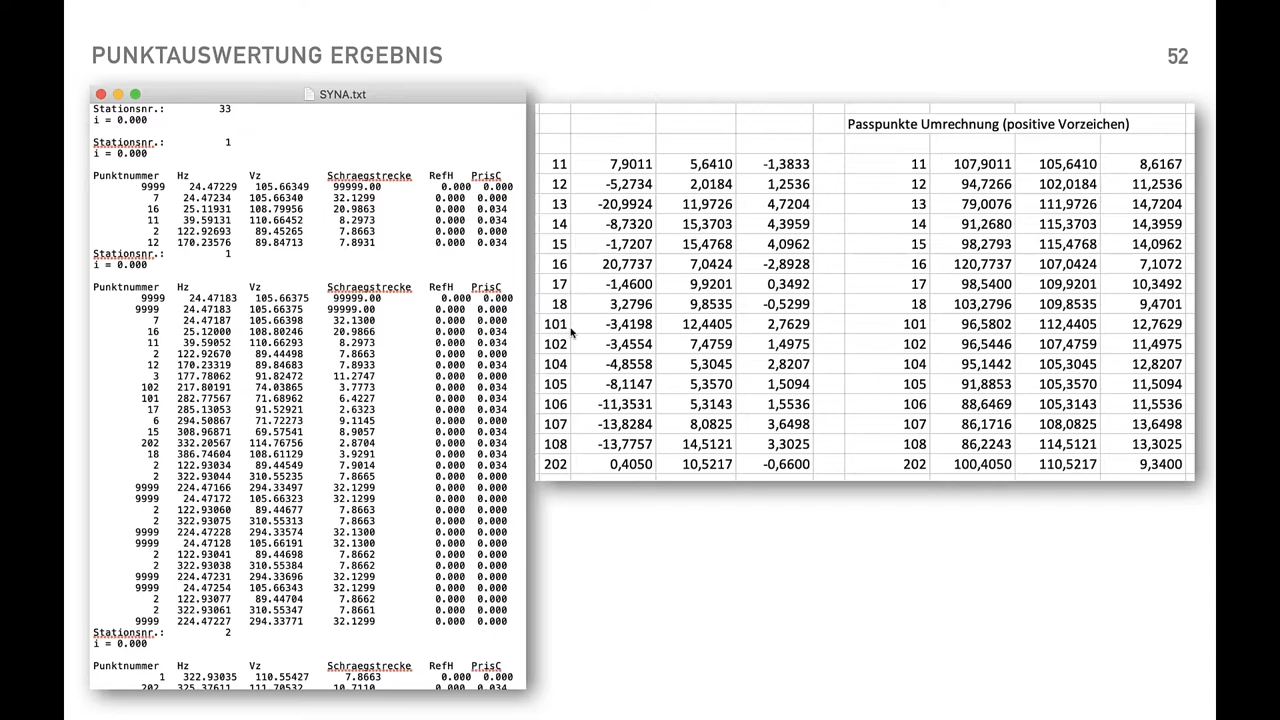 PUNKTAUSWERTUNG ERGEBNIS
52
SYNA.txt
Stationsnr.: 33
i = 0.000
Stationsnr.: 1
i = 0.000
Punktnummer Hz Vz Schraegstrecke RefH PrisC
9999 24.47229 105.66349 99999.00 0.000 0.000
7 24.47234 105.66340 32.1299 0.000 0.000
16 25.11931 108.79956 20.9863 0.000 0.034
11 39.59131 110.66452 8.2973 0.000 0.034
2 122.92693 89.45265 7.8663 0.000 0.000
12 170.23576 89.84713 7.8931 0.000 0.034
Stationsnr.: 1
i = 0.000
Punktnummer Hz Vz Schraegstrecke RefH PrisC
9999 24.47183 105.66375 99999.00 0.000 0.000
9999 24.47183 105.66375 99999.00 0.000 0.000
7 24.47187 105.66398 32.1300 0.000 0.000
16 25.12000 108.80246 20.9866 0.000 0.034
11 39.59052 110.66293 8.2973 0.000 0.034
2 122.92670 89.44498 7.8663 0.000 0.000
12 170.23319 89.84683 7.8933 0.000 0.034
3 177.78062 91.82472 11.2747 0.000 0.034
102 217.80191 74.03865 3.7773 0.000 0.034
101 282.77567 71.68956 6.4227 0.000 0.034
17 285.13053 91.52921 2.6323 0.000 0.034
6 294.50867 71.72273 9.1145 0.000 0.034
15 308.96871 69.57541 8.9057 0.000 0.034
202 332.20567 114.76756 2.8704 0.000 0.034
18 386.74604 108.61129 3.9291 0.000 0.034
2 122.93034 89.44549 7.9014 0.000 0.000
2 322.93044 310.55235 7.8665 0.000 0.000
9999 224.47166 294.33497 32.1299 0.000 0.000
9999 24.47172 105.66323 32.1299 0.000 0.000
2 122.93060 89.44677 7.8663 0.000 0.000
2 322.93075 310.55313 7.8663 0.000 0.000
9999 224.47228 294.33574 32.1300 0.000 0.000
9999 24.47128 105.66191 32.1300 0.000 0.000
2 122.93041 89.44698 7.8662 0.000 0.000
2 322.93038 310.55384 7.8662 0.000 0.000
9999 224.47231 294.33696 32.1299 0.000 0.000
9999 24.47254 105.66343 32.1299 0.000 0.000
2 122.93077 89.44704 7.8662 0.000 0.000
2 322.93061 310.55347 7.8661 0.000 0.000
9999 224.47227 294.33771 32.1299 0.000 0.000
Stationsnr.: 2
i = 0.000
Punktnummer Hz Vz Schraegstrecke RefH PrisC
1 322.93035 110.55427 7.8663 0.000 0.000
202 325.37611 111.70532 10.7110 0.000 0.034
Passpunkte Umrechnung (positive Vorzeichen)
11 7,9011 5,6410 -1,3833 11 107,9011 105,6410 8,6167
12 -5,2734 2,0184 1,2536 12 94,7266 102,0184 11,2536
13 -20,9924 11,9726 4,7204 13 79,0076 111,9726 14,7204
14 -8,7320 15,3703 4,3959 14 91,2680 115,3703 14,3959
15 -1,7207 15,4768 4,0962 15 98,2793 115,4768 14,0962
16 20,7737 7,0424 -2,8928 16 120,7737 107,0424 7,1072
17 -1,4600 9,9201 0,3492 17 98,5400 109,9201 10,3492
18 3,2796 9,8535 -0,5299 18 103,2796 109,8535 9,4701
101 -3,4198 12,4405 2,7629 101 96,5802 112,4405 12,7629
102 -3,4554 7,4759 1,4975 102 96,5446 107,4759 11,4975
104 -4,8558 5,3045 2,8207 104 95,1442 105,3045 12,8207
105 -8,1147 5,3570 1,5094 105 91,8853 105,3570 11,5094
106 -11,3531 5,3143 1,5536 106 88,6469 105,3143 11,5536
107 -13,8284 8,0825 3,6498 107 86,1716 108,0825 13,6498
108 -13,7757 14,5121 3,3025 108 86,2243 114,5121 13,3025
202 0,4050 10,5217 -0,6600 202 100,4050 110,5217 9,3400